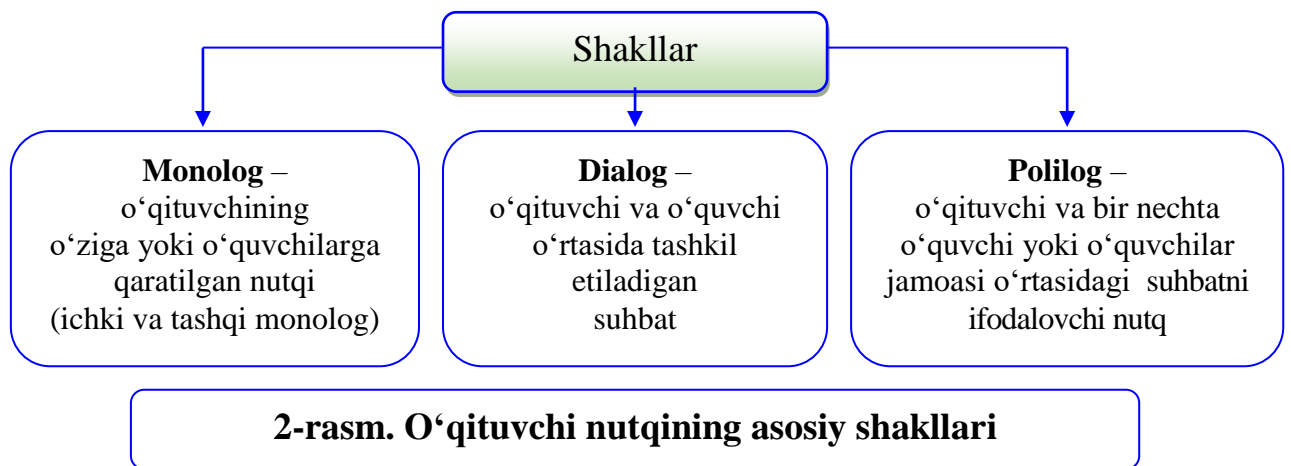 Shakllar
Monolog –
o‘qituvchining
o‘ziga yoki o‘quvchilarga
qaratilgan nutqi
(ichki va tashqi monolog)
Dialog –
o‘qituvchi va o‘quvchi
o‘rtasida tashkil
etiladigan
suhbat
Polilog –
o‘qituvchi va bir nechta
o‘quvchi yoki o‘quvchilar
jamoasi o‘rtasidagi suhbatni
ifodalovchi nutq
2-rasm. O‘qituvchi nutqining asosiy shakllari